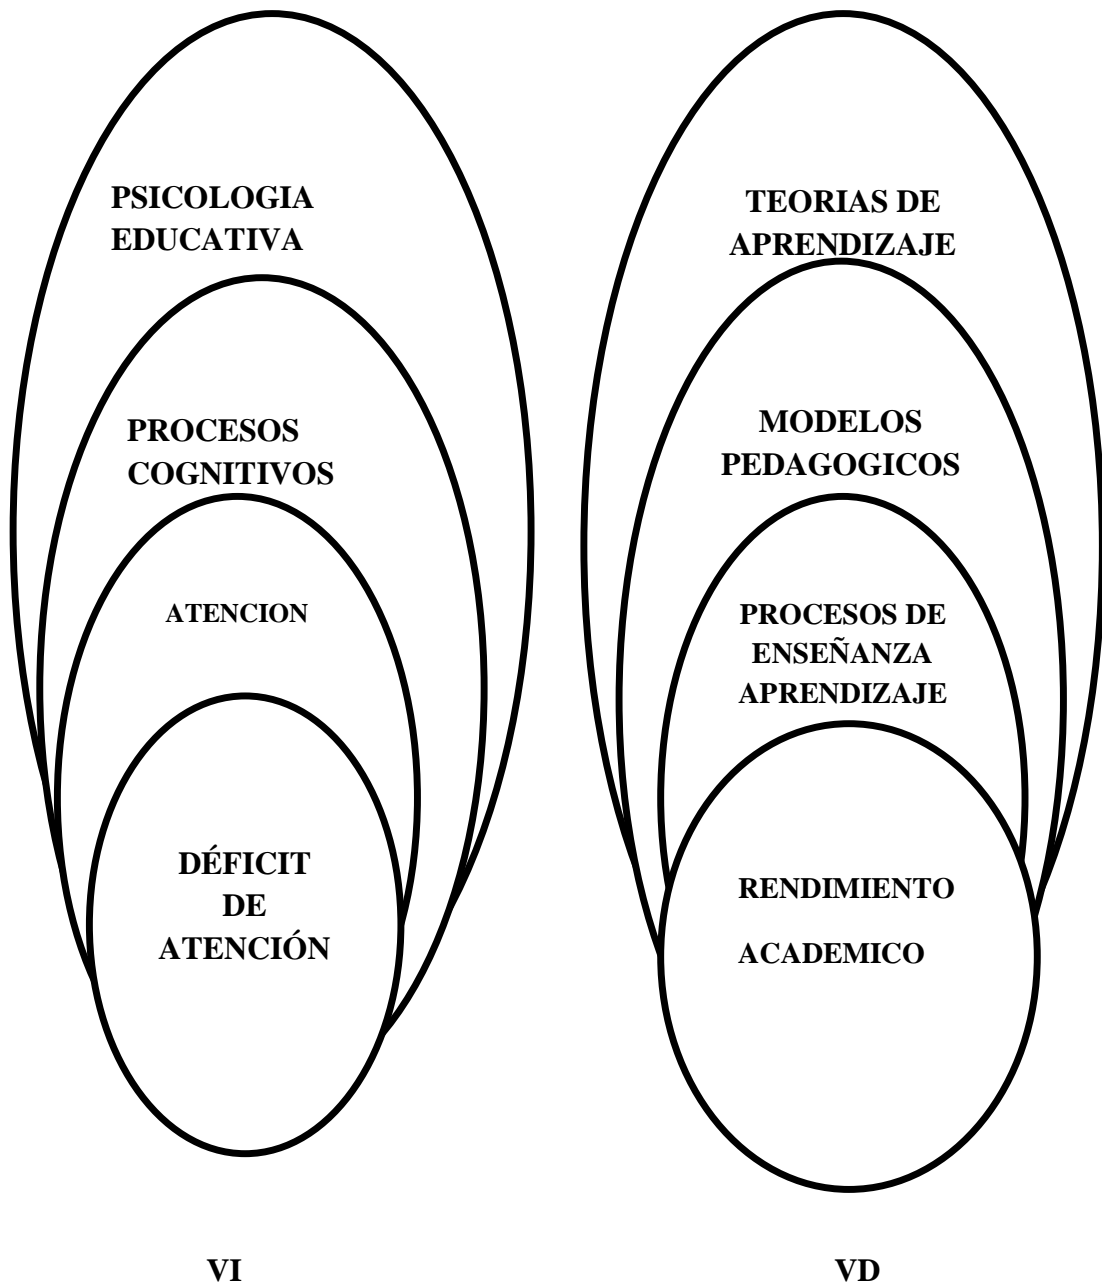 PSICOLOGIA
EDUCATIVA
PROCESOS
COGNITIVOS
ATENCION
DÉFICIT
DE
ATENCIÓN
VI
TEORIAS DE
APRENDIZAJE
MODELOS
PEDAGOGICOS
PROCESOS DE
ENSEÑANZA
APRENDIZAJE
RENDIMIENTO
ACADEMICO
VD